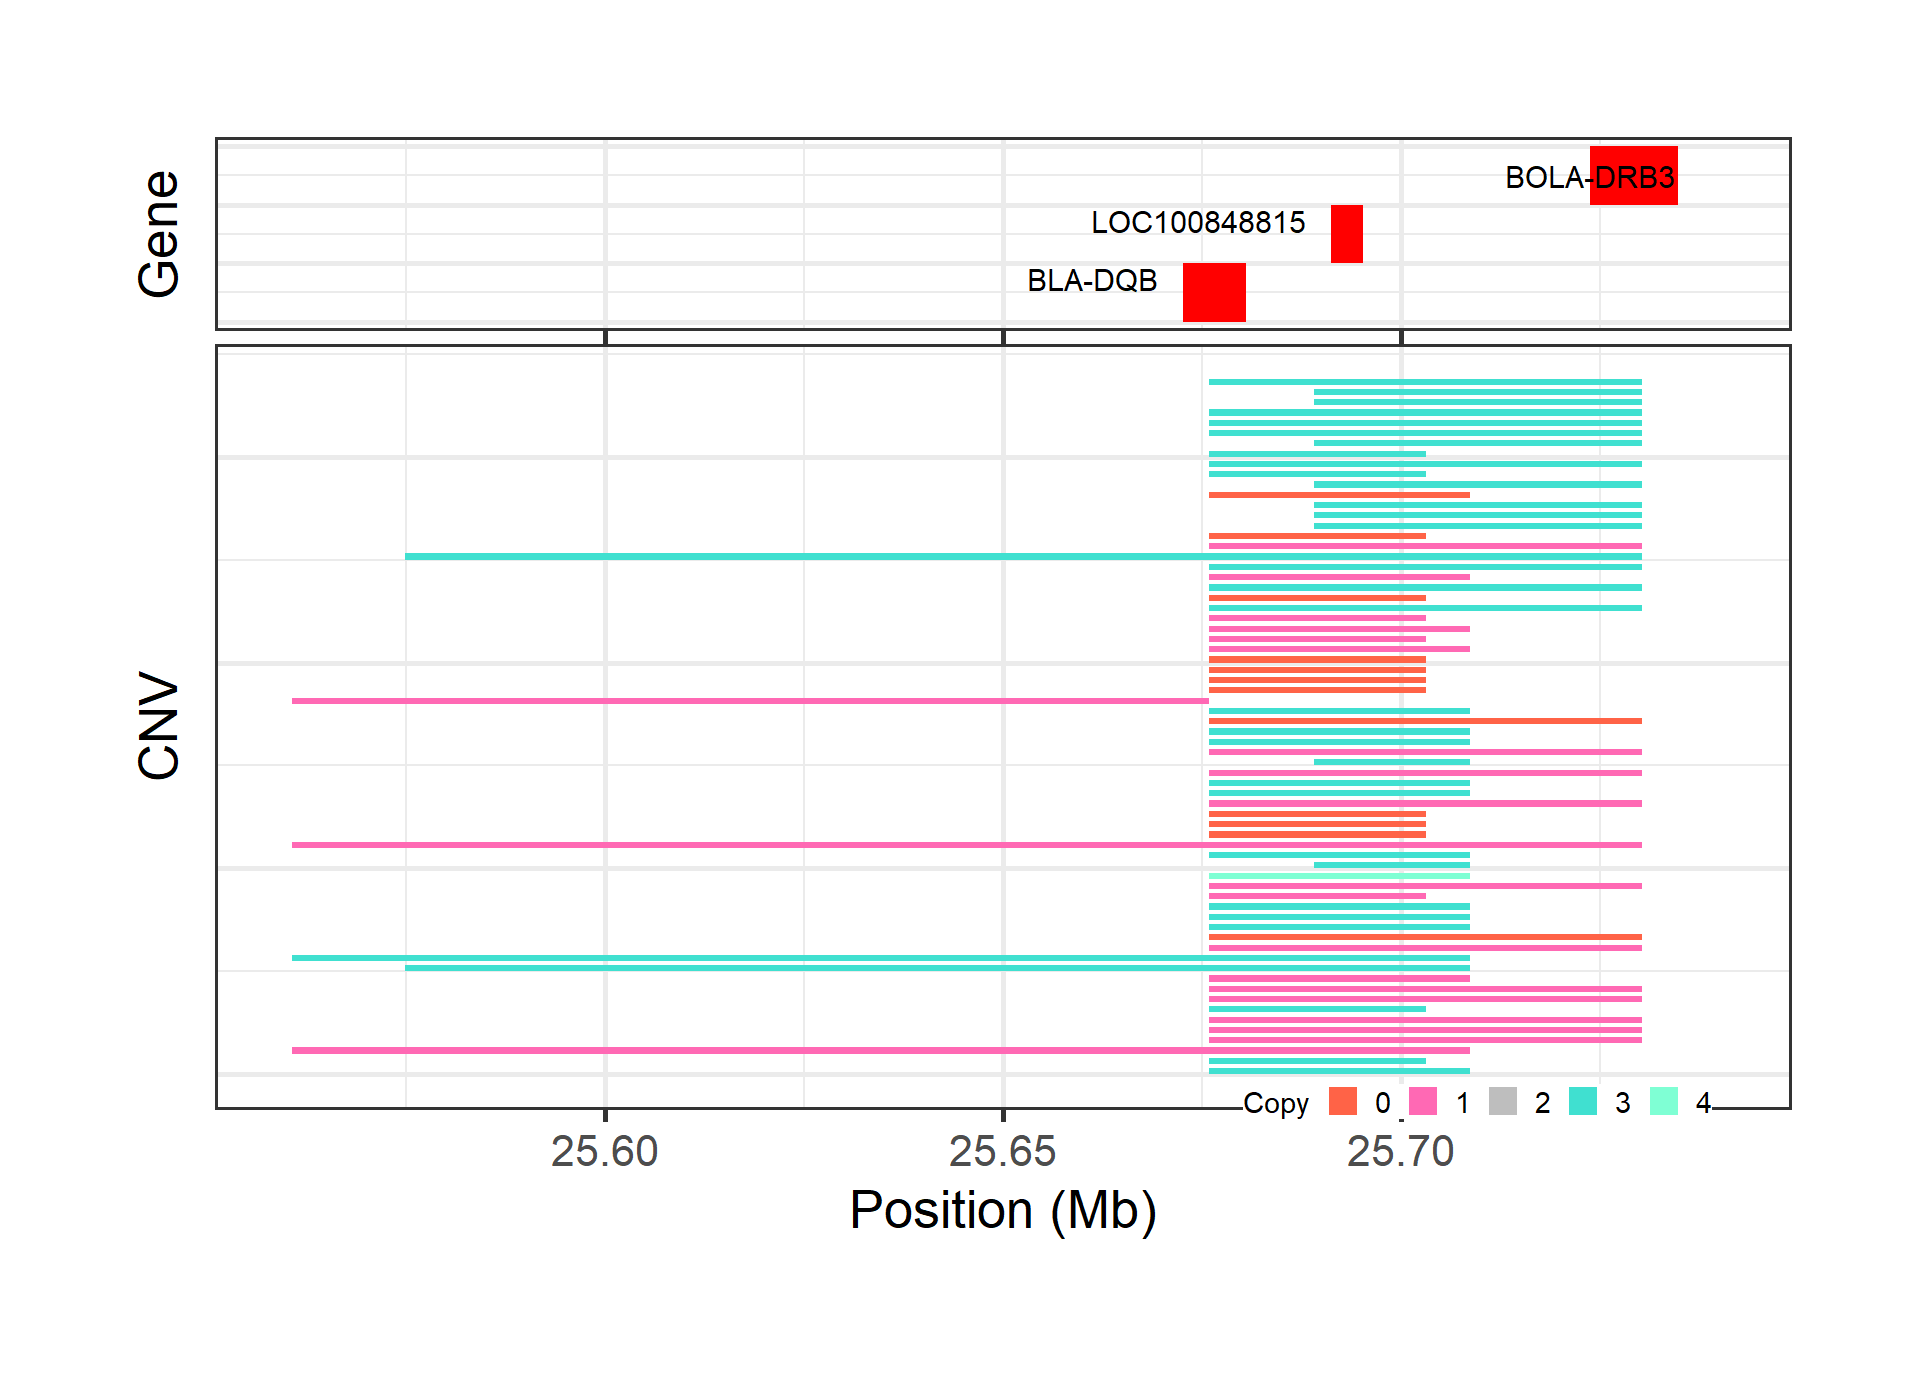 Gene
BOLA-DRB3
LOC100848815
BLA-DQB
CNV
Copy 0 1 2 3 4
25.60 25.65 25.70
Position (Mb)